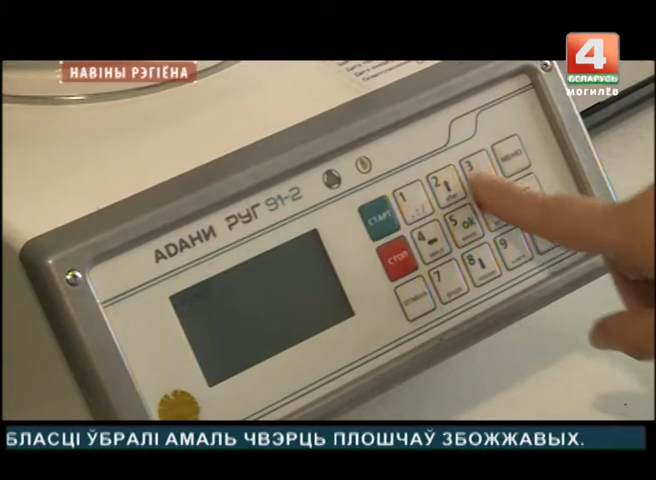 НАВІНЫ РЭГІЁНА
4
БЕЛАРУСЬ
МОГИЛЁВ
АДАНИ РУГ 91-2
СТАРТ 1 2 3 МЕНЮ
СТОП 4 5 ok
ОТМЕНА 7 8 9
БЛАСЦІ ЎБРАЛІ АМАЛЬ ЧВЭРЦЬ ПЛОШЧАЎ ЗБОЖЖАВЫХ.